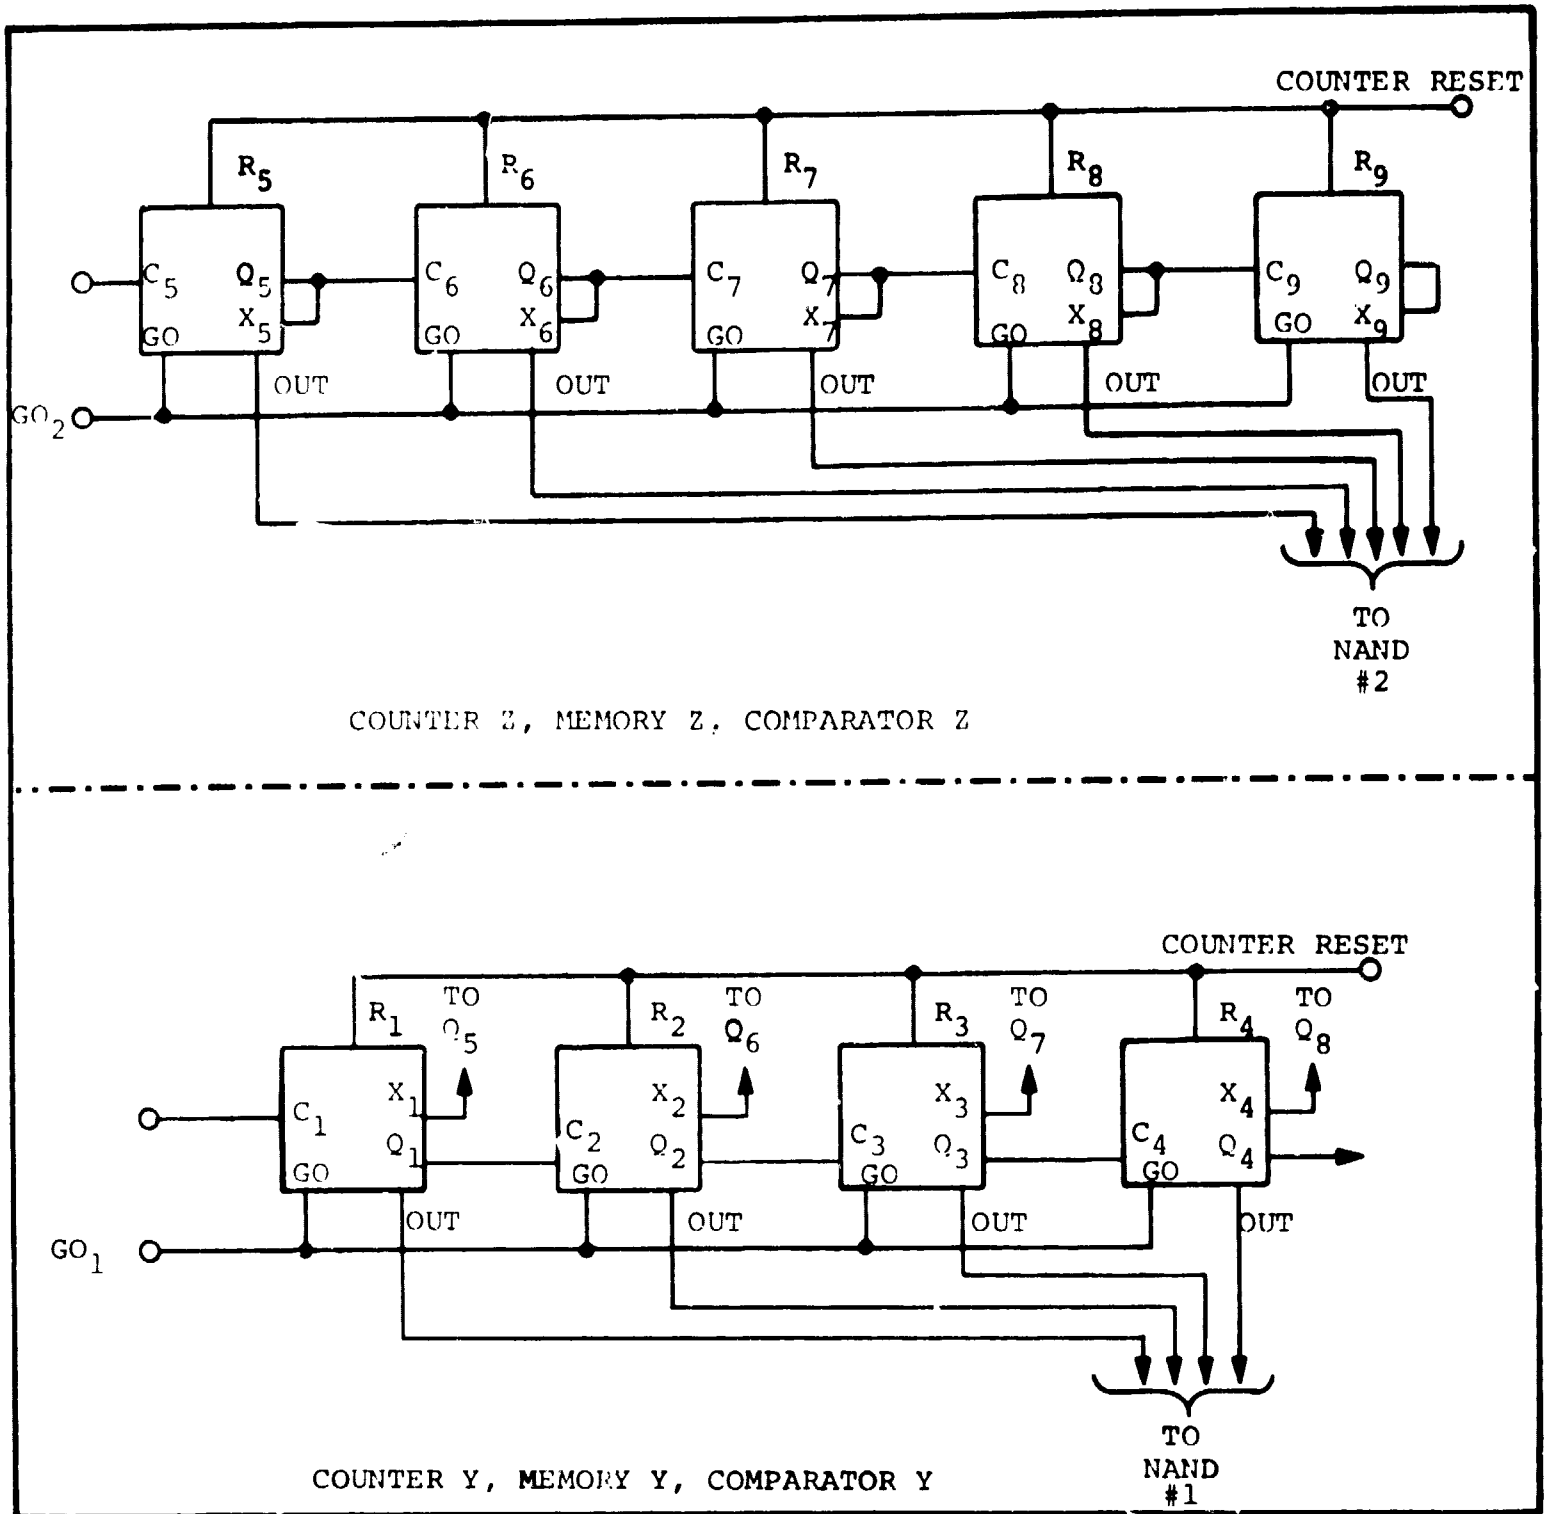 COUNTER RESET
R5 R6 R7 R8 R9
C5 Q5 C6 Q6 C7 Q7 C8 Q8 C9 Q9
X5 X6 X7 X8 X9
GO GO GO GO GO
OUT OUT OUT OUT OUT
GO2
TO
NAND
#2
COUNTER Z, MEMORY Z, COMPARATOR Z
COUNTER RESET
R1 TO Q5 R2 TO Q6 R3 TO Q7 R4 TO Q8
X1 X2 X3 X4
C1 Q1 C2 Q2 C3 Q3 C4 Q4
GO GO GO GO
OUT OUT OUT OUT
GO1
TO
NAND
#1
COUNTER Y, MEMORY Y, COMPARATOR Y